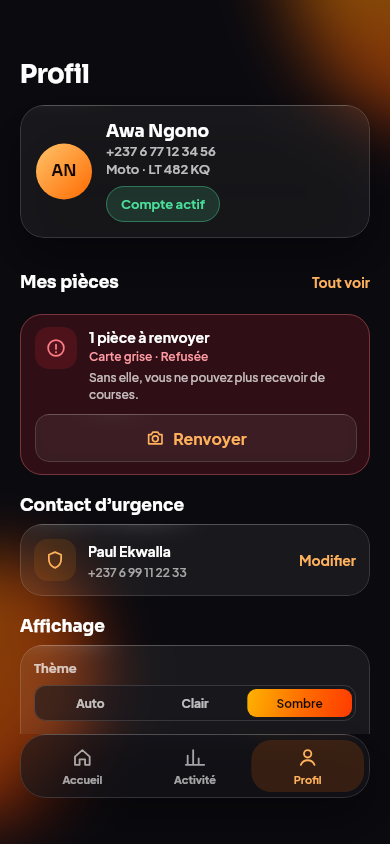 Profil
AN
Awa Ngono
+237 6 77 12 34 56
Moto · LT 482 KQ
Compte actif
Mes pièces
Tout voir
1 pièce à renvoyer
Carte grise · Refusée
Sans elle, vous ne pouvez plus recevoir de
courses.
Renvoyer
Contact d’urgence
Paul Ekwalla
+237 6 99 11 22 33
Modifier
Affichage
Thème
Auto
Clair
Sombre
Accueil
Activité
Profil